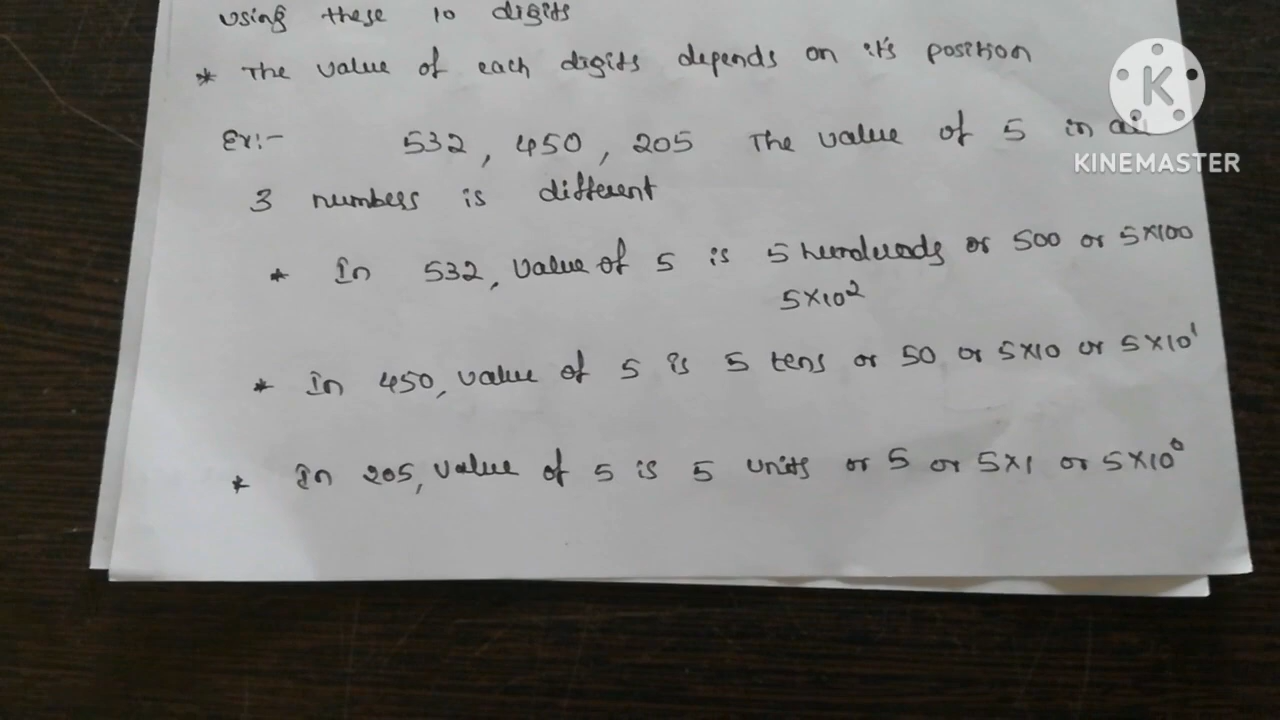 using these 10 digits
* The value of each digits depends on it's position
Ex:- 532, 450, 205 The value of 5 in all
3 numbers is different
* In 532, value of 5 is 5 hundreads or 500 or 5×100
5×10²
* In 450, value of 5 is 5 tens or 50 or 5×10 or 5×10¹
* In 205, value of 5 is 5 units or 5 or 5×1 or 5×10⁰
K
KINEMASTER